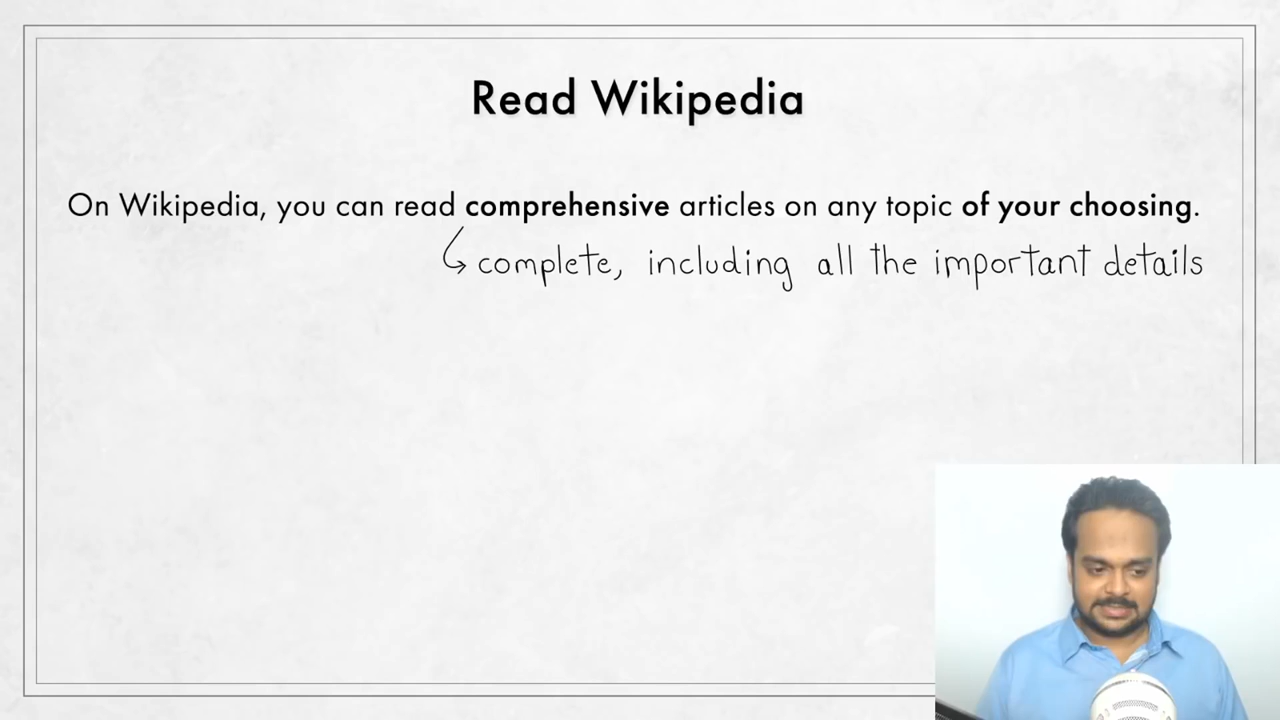 Read Wikipedia
On Wikipedia, you can read comprehensive articles on any topic of your choosing.
complete, including all the important details